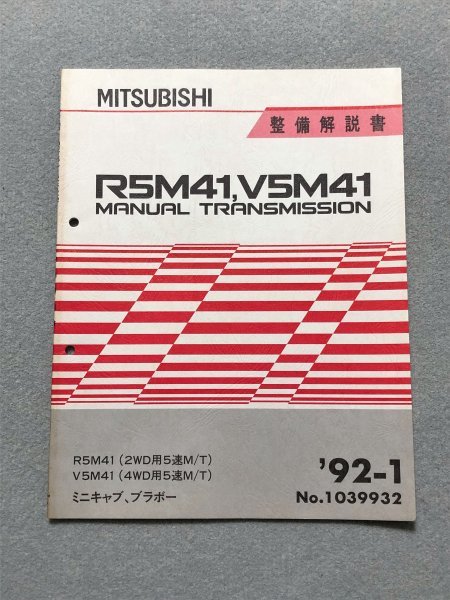 MITSUBISHI
整備解説書
R5M41,V5M41
MANUAL TRANSMISSION
R5M41 (2WD用5速M/T)
V5M41 (4WD用5速M/T)
ミニキャブ、ブラボー
'92-1
No.1039932